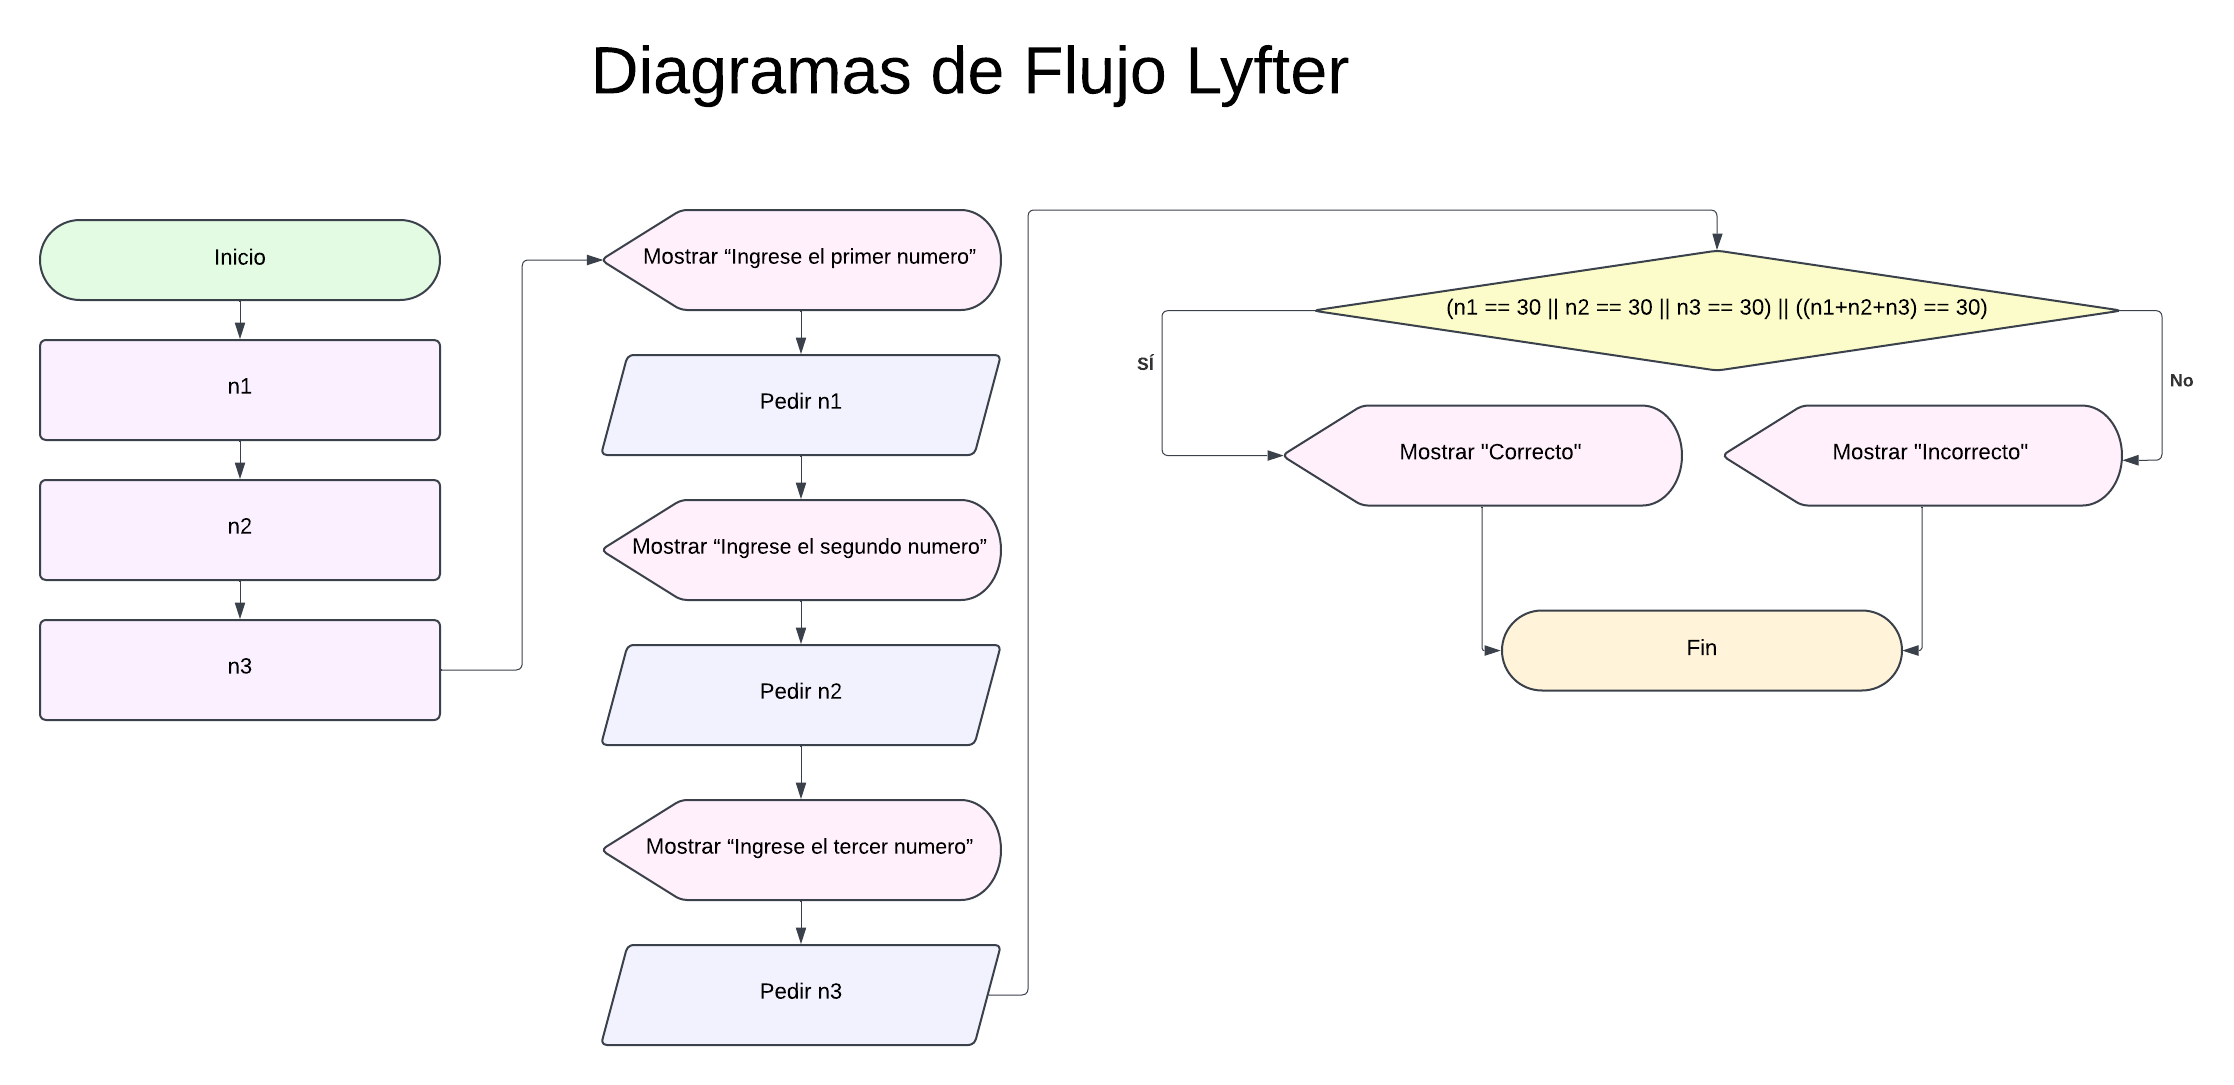 Diagramas de Flujo Lyfter
Inicio
n1
n2
n3
Mostrar “Ingrese el primer numero”
Pedir n1
Mostrar “Ingrese el segundo numero”
Pedir n2
Mostrar “Ingrese el tercer numero”
Pedir n3
(n1 == 30 || n2 == 30 || n3 == 30) || ((n1+n2+n3) == 30)
SÍ
No
Mostrar "Correcto"
Mostrar "Incorrecto"
Fin